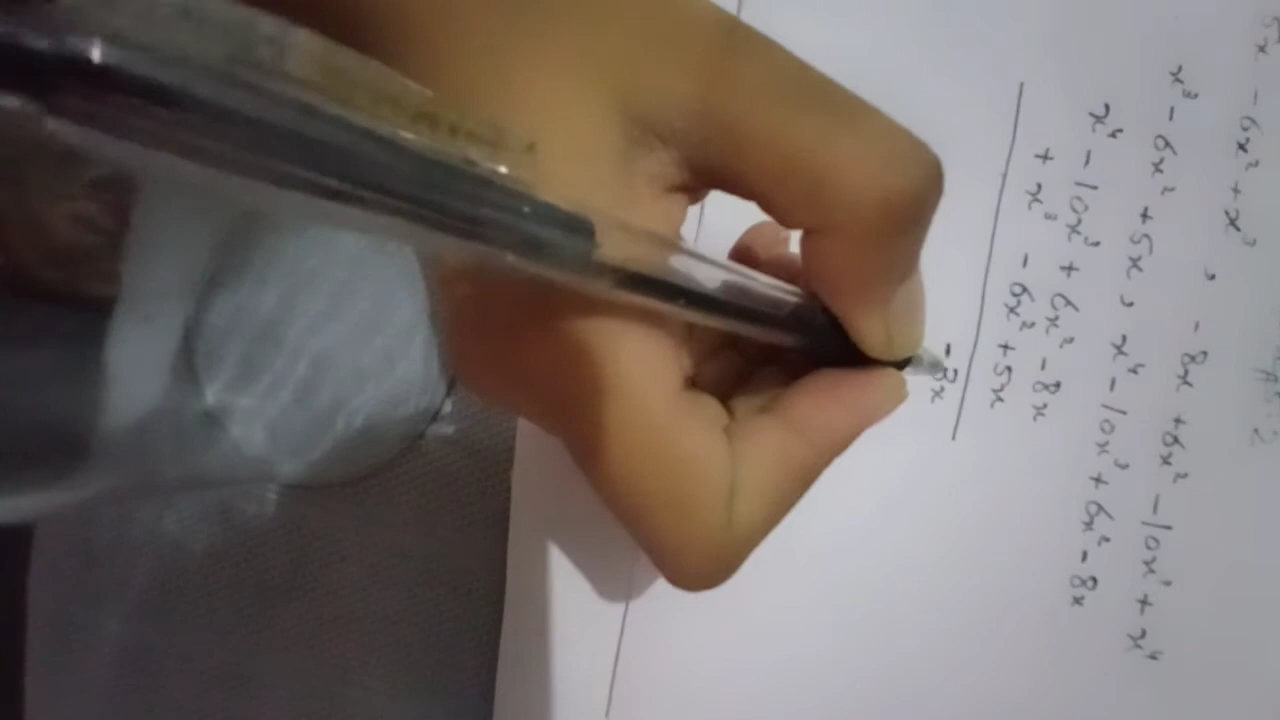 5x - 6x² + x³, -8x + 6x² - 10x³ + x⁴
x³ - 6x² + 5x, x⁴ - 10x³ + 6x² - 8x
x⁴ - 10x³ + 6x² - 8x
+ x³ - 6x² + 5x
-3x